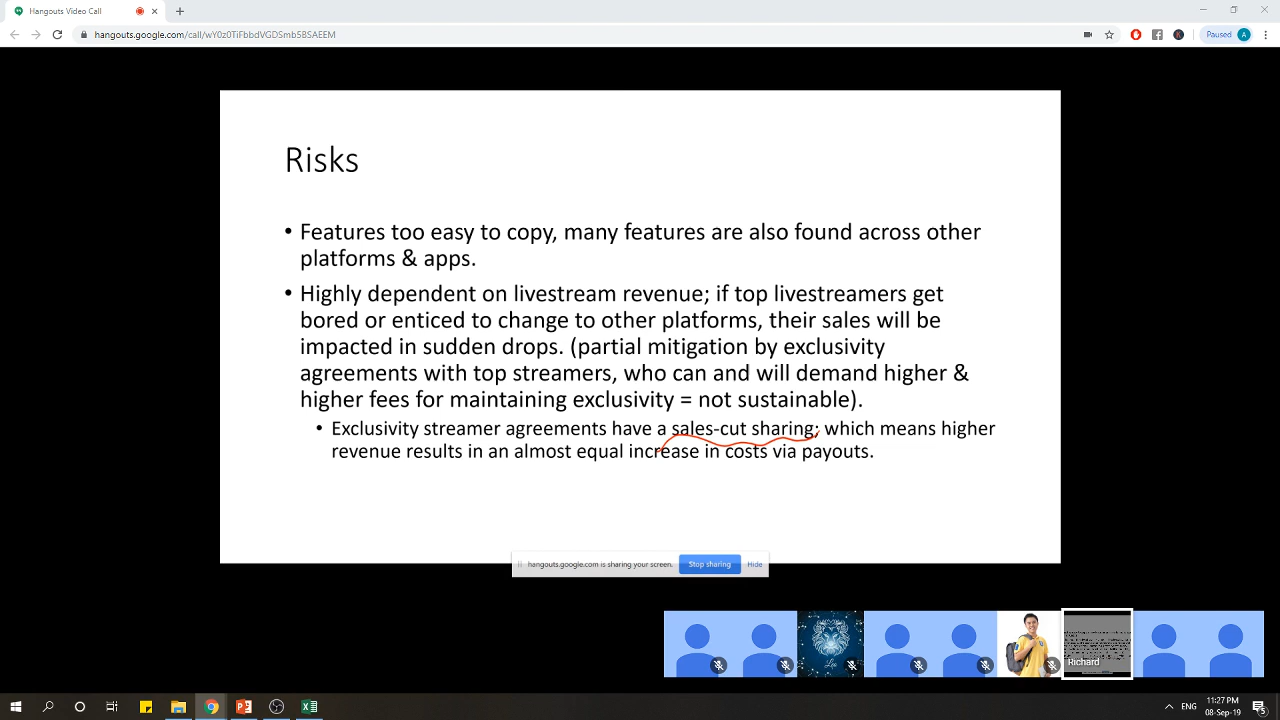 Hangouts Video Call
hangouts.google.com/call/wY0z0TiFbbdVGDSmb5BSAEEM
Paused
A
Risks
• Features too easy to copy, many features are also found across other
platforms & apps.
• Highly dependent on livestream revenue; if top livestreamers get
bored or enticed to change to other platforms, their sales will be
impacted in sudden drops. (partial mitigation by exclusivity
agreements with top streamers, who can and will demand higher &
higher fees for maintaining exclusivity = not sustainable).
• Exclusivity streamer agreements have a sales-cut sharing; which means higher
revenue results in an almost equal increase in costs via payouts.
hangouts.google.com is sharing your screen.
Stop sharing
Hide
Richard
ENG
11:27 PM
08-Sep-19